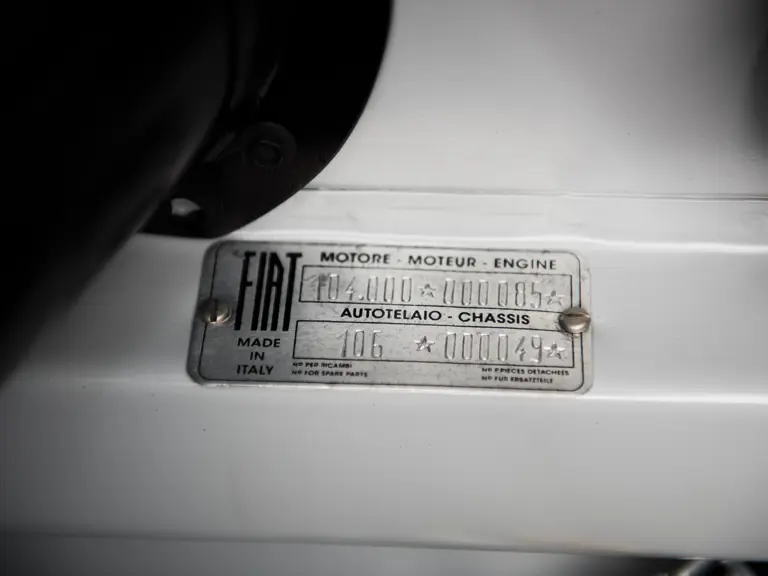 FIAT
MADE
IN
ITALY
MOTORE - MOTEUR - ENGINE
104.000 ☆ 000085 ☆
AUTOTELAIO - CHASSIS
106 ☆ 000049 ☆
Nº PER RICAMBI
Nº FOR SPARE PARTS
Nº P. PIECES DETACHEES
Nº FUR ERSATZTEILE